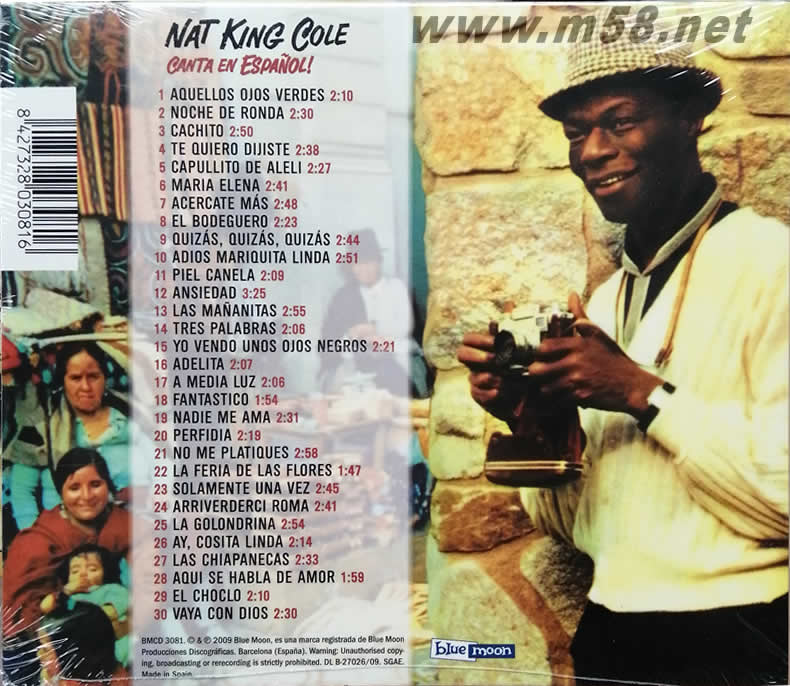 www.m58.net
NAT KING COLE
CANTA EN ESPAÑOL!
1 AQUELLOS OJOS VERDES 2:10
2 NOCHE DE RONDA 2:30
3 CACHITO 2:50
4 TE QUIERO DIJISTE 2:38
5 CAPULLITO DE ALELI 2:27
6 MARIA ELENA 2:41
7 ACERCATE MÁS 2:48
8 EL BODEGUERO 2:23
9 QUIZÁS, QUIZÁS, QUIZÁS 2:44
10 ADIOS MARIQUITA LINDA 2:51
11 PIEL CANELA 2:09
12 ANSIEDAD 3:25
13 LAS MAÑANITAS 2:55
14 TRES PALABRAS 2:06
15 YO VENDO UNOS OJOS NEGROS 2:21
16 ADELITA 2:07
17 A MEDIA LUZ 2:06
18 FANTASTICO 1:54
19 NADIE ME AMA 2:31
20 PERFIDIA 2:19
21 NO ME PLATIQUES 2:58
22 LA FERIA DE LAS FLORES 1:47
23 SOLAMENTE UNA VEZ 2:45
24 ARRIVERDERCI ROMA 2:41
25 LA GOLONDRINA 2:54
26 AY, COSITA LINDA 2:14
27 LAS CHIAPANECAS 2:33
28 AQUI SE HABLA DE AMOR 1:59
29 EL CHOCLO 2:10
30 VAYA CON DIOS 2:30
BMCD 3081. © & ℗ 2009 Blue Moon, es una marca registrada de Blue Moon
Producciones Discográficas. Barcelona (España). Warning: Unauthorised copy-
ing, broadcasting or rerecording is strictly prohibited. DL B-27026/09. SGAE.
Made in Spain
blue moon
8 427328 030816